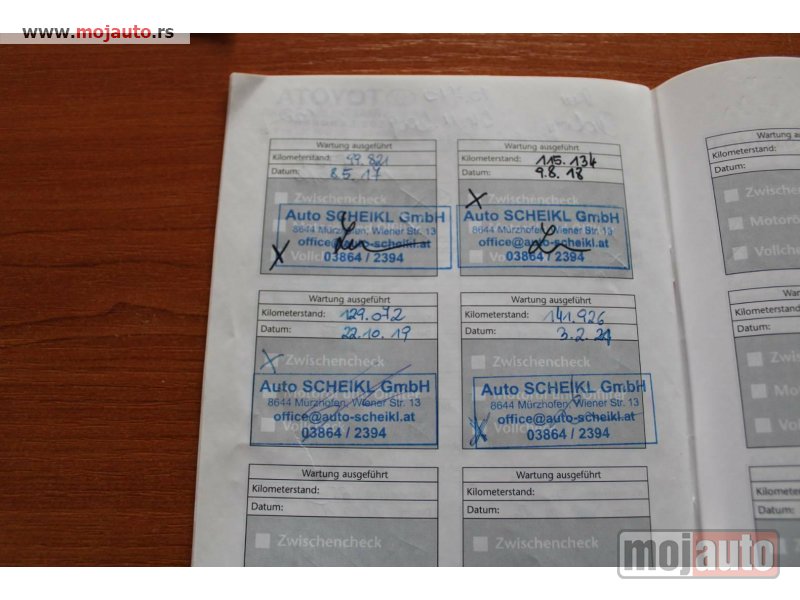 www.mojauto.rs
TOYOTA
Wartung ausgeführt
Kilometerstand: 99.821
Datum: 8.5.17
Auto SCHEIKL GmbH
8644 Mürzhofen, Wiener Str. 13
office@auto-scheikl.at
03864 / 2394
Vollcheck
Wartung ausgeführt
Kilometerstand: 115.134
Datum: 9.8.18
Zwischencheck
Auto SCHEIKL GmbH
8644 Mürzhofen, Wiener Str. 13
office@auto-scheikl.at
03864 / 2394
Wartung ausgeführt
Kilometerstand: 129.072
Datum: 22.10.19
Zwischencheck
Auto SCHEIKL GmbH
8644 Mürzhofen, Wiener Str. 13
office@auto-scheikl.at
03864 / 2394
Wartung ausgeführt
Kilometerstand: 141.926
Datum: 3.2.21
Zwischencheck
Auto SCHEIKL GmbH
8644 Mürzhofen, Wiener Str. 13
office@auto-scheikl.at
03864 / 2394
Wartung ausgeführt
Kilometerstand:
Datum:
Zwischencheck
Wartung ausgeführt
Kilometerstand:
Datum:
Zwischencheck
Wartung
Kilometerstand:
Datum:
Zwischen
Motor
Vollche
Wartung
Kilometerstand:
Datum:
Zwi
Mo
Vo
Kilometer
Datum:
mojauto